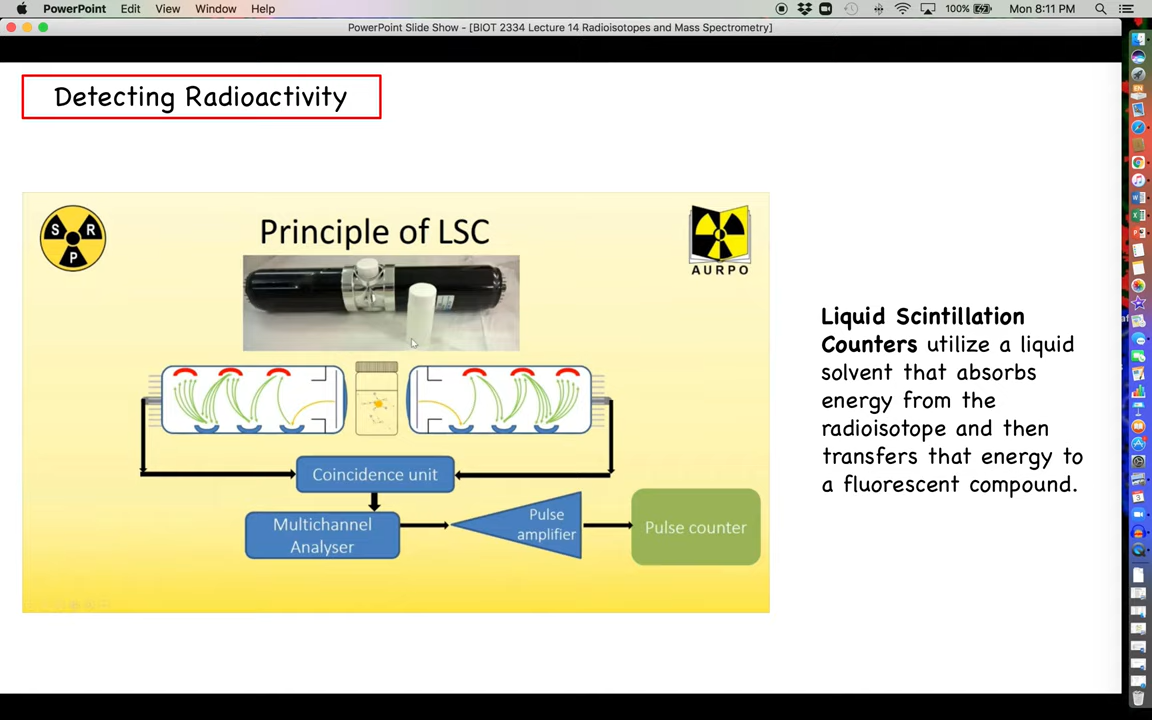 PowerPoint Edit View Window Help 100% Mon 8:11 PM
PowerPoint Slide Show - [BIOT 2334 Lecture 14 Radioisotopes and Mass Spectrometry]
Detecting Radioactivity
S R P
Principle of LSC
AURPO
Coincidence unit
Multichannel
Analyser
Pulse
amplifier
Pulse counter
Liquid Scintillation
Counters utilize a liquid
solvent that absorbs
energy from the
radioisotope and then
transfers that energy to
a fluorescent compound.